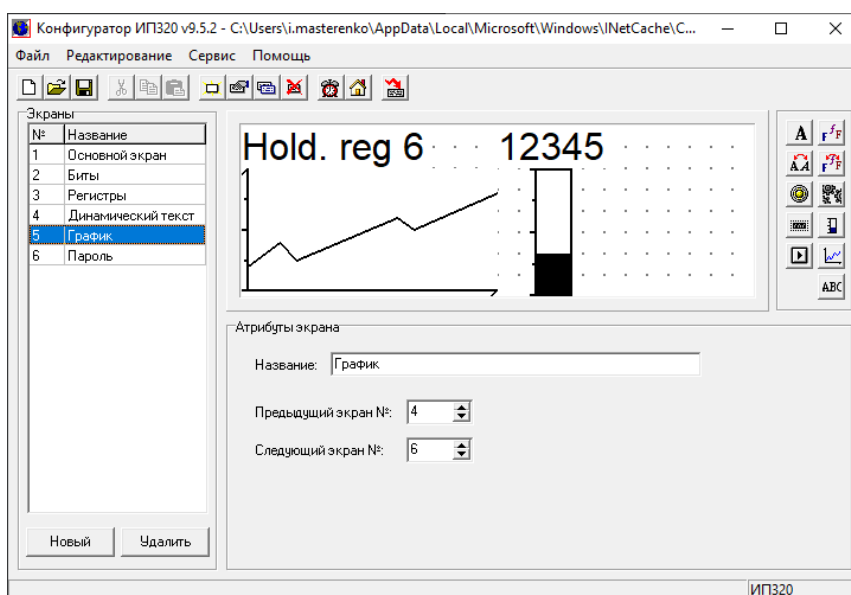 Конфигуратор ИП320 v9.5.2 - C:\Users\i.masterenko\AppData\Local\Microsoft\Windows\INetCache\C...
Файл Редактирование Сервис Помощь
Экраны
№ Название
1 Основной экран
2 Биты
3 Регистры
4 Динамический текст
5 График
6 Пароль
Новый Удалить
Hold. reg 6 12345
A F f F
A A F ? F
ABC
Атрибуты экрана
Название: График
Предыдущий экран №: 4
Следующий экран №: 6
ИП320